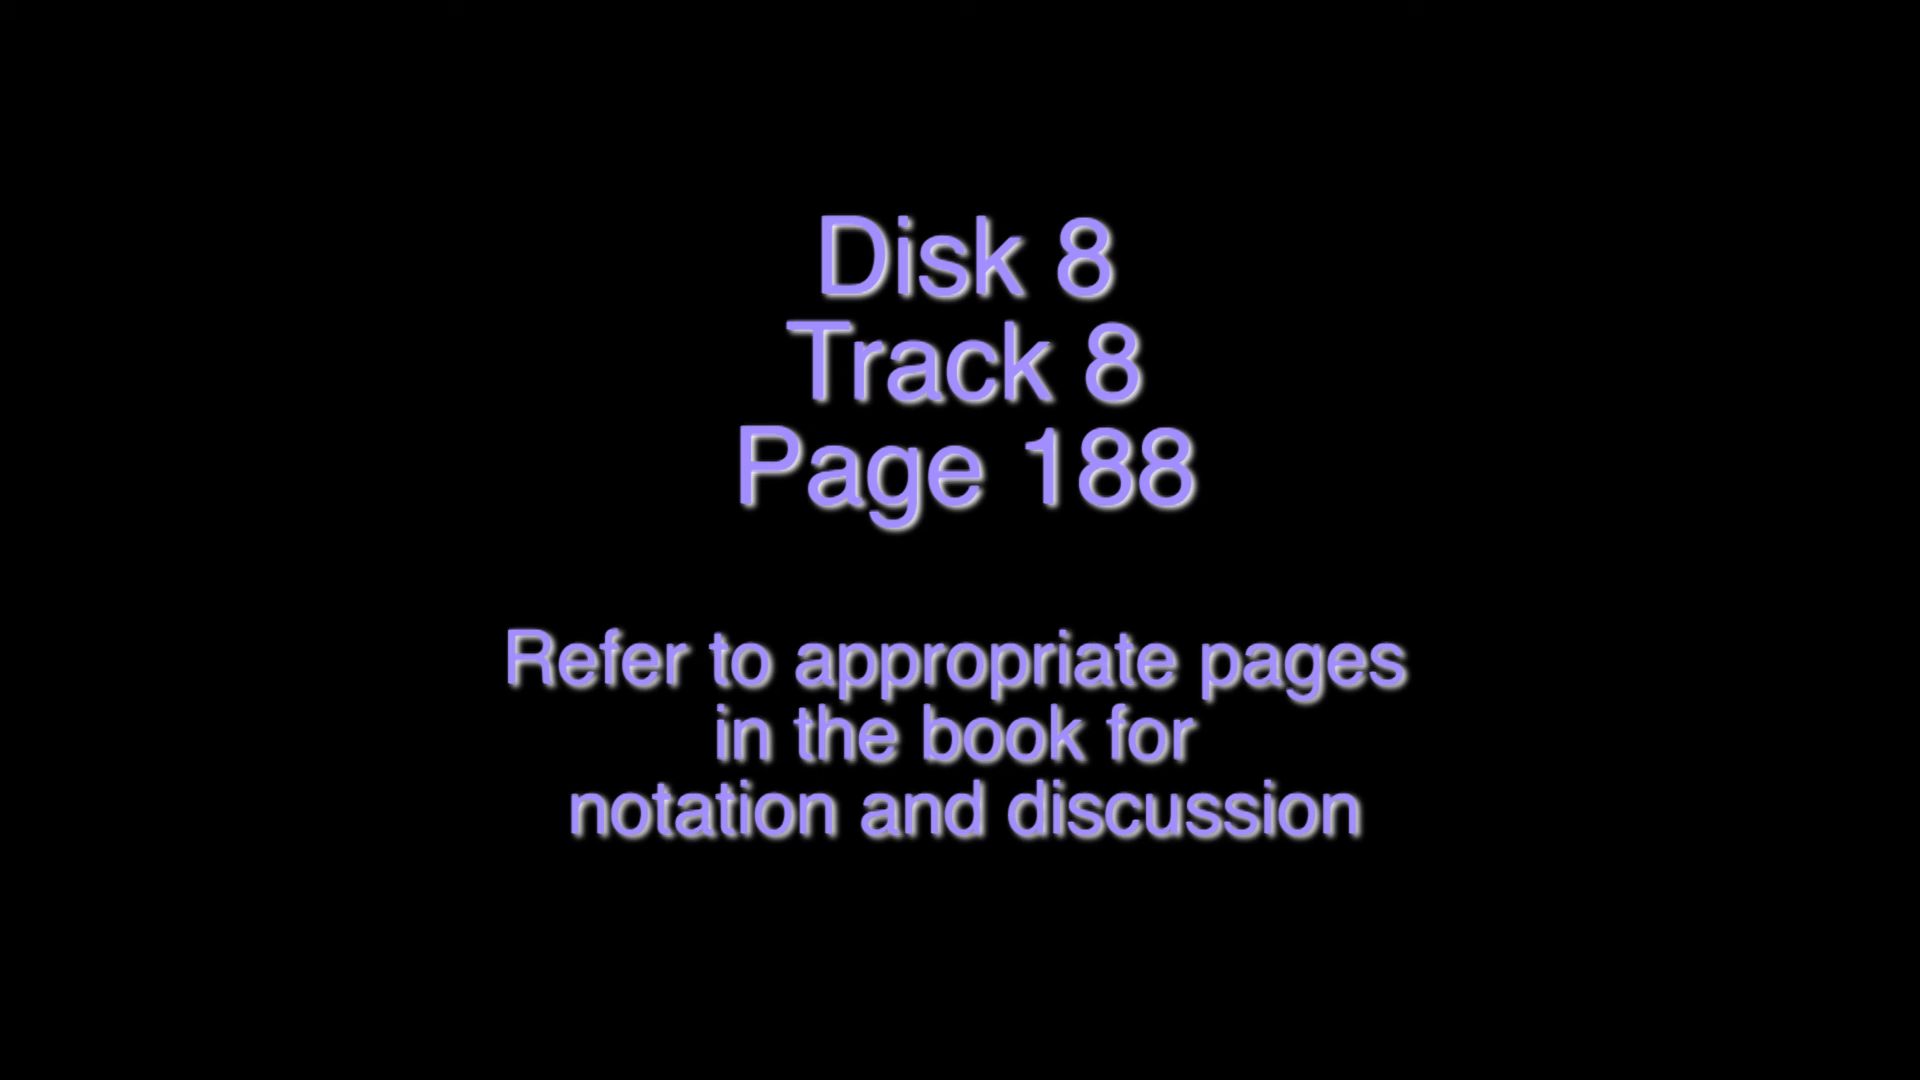 Disk 8
Track 8
Page 188
Refer to appropriate pages
in the book for
notation and discussion